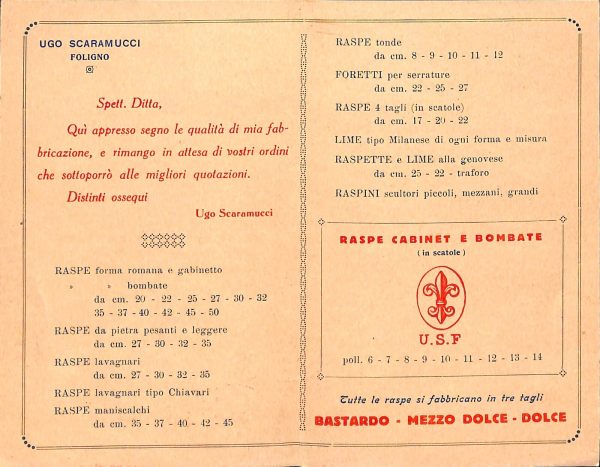 UGO SCARAMUCCI
FOLIGNO
Spett. Ditta,
Quì appresso segno le qualità di mia fab-
bricazione, e rimango in attesa di vostri ordini
che sottoporrò alle migliori quotazioni.
Distinti ossequi
Ugo Scaramucci
RASPE forma romana e gabinetto
» » bombate
da cm. 20 - 22 - 25 - 27 - 30 - 32
35 - 37 - 40 - 42 - 45 - 50
RASPE da pietra pesanti e leggere
da cm. 27 - 30 - 32 - 35
RASPE lavagnari
da cm. 27 - 30 - 32 - 35
RASPE lavagnari tipo Chiavari
RASPE maniscalchi
da cm. 35 - 37 - 40 - 42 - 45
RASPE tonde
da cm. 8 - 9 - 10 - 11 - 12
FORETTI per serrature
da cm. 22 - 25 - 27
RASPE 4 tagli (in scatole)
da cm. 17 - 20 - 22
LIME tipo Milanese di ogni forma e misura
RASPETTE e LIME alla genovese
da cm. 25 - 22 - traforo
RASPINI scultori piccoli, mezzani, grandi
RASPE CABINET E BOMBATE
(in scatole)
U.S.F
poll. 6 - 7 - 8 - 9 - 10 - 11 - 12 - 13 - 14
Tutte le raspe si fabbricano in tre tagli
BASTARDO - MEZZO DOLCE - DOLCE